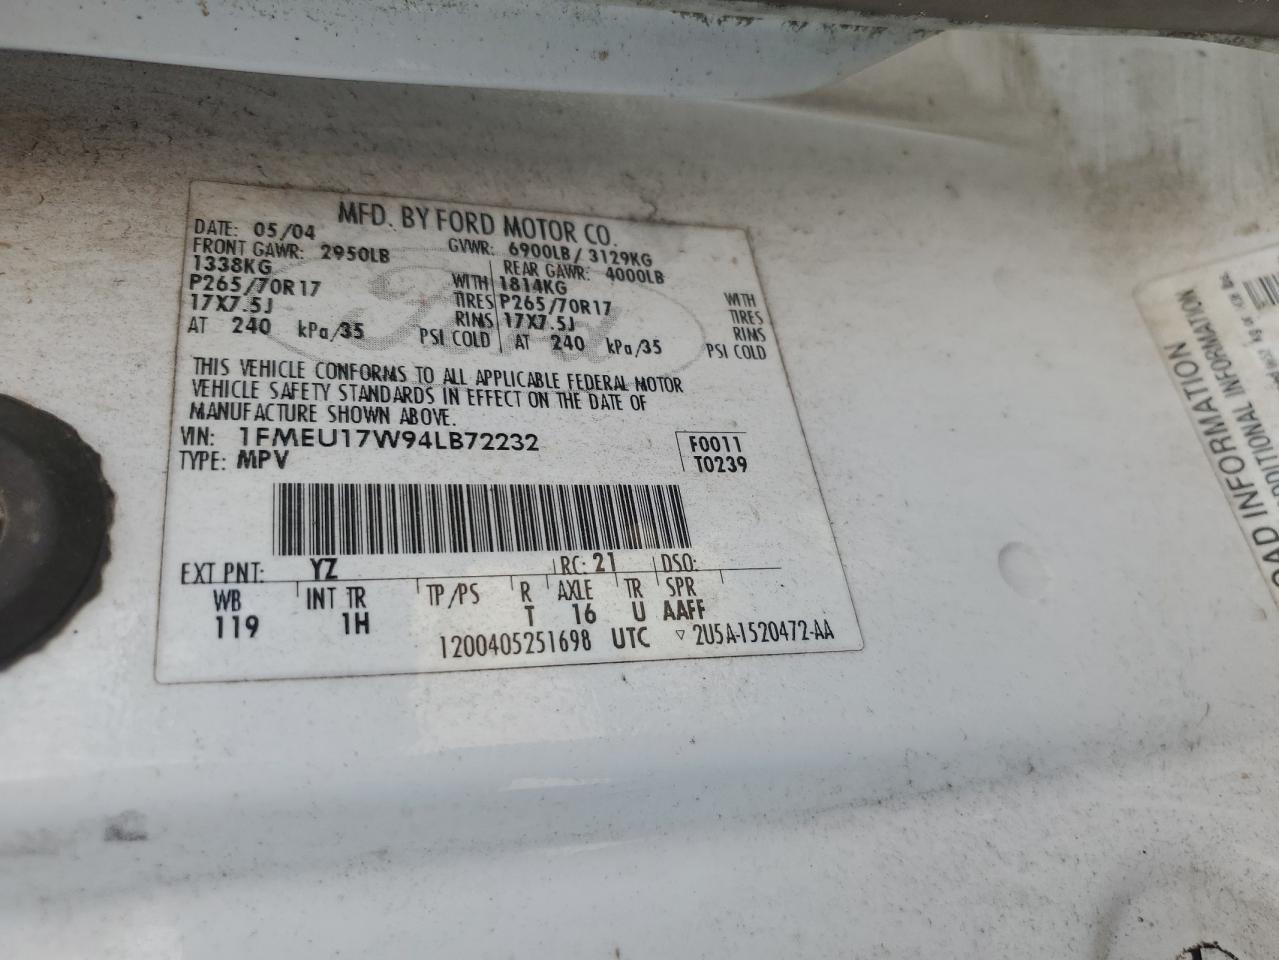 MFD. BY FORD MOTOR CO.
DATE: 05/04 GVWR: 6900LB / 3129KG
FRONT GAWR: 2950LB REAR GAWR: 4000LB
1338KG WITH 1814KG WITH
P265/70R17 TIRES P265/70R17 TIRES
17X7.5J RIMS 17X7.5J RIMS
AT 240 kPa/35 PSI COLD AT 240 kPa/35 PSI COLD
THIS VEHICLE CONFORMS TO ALL APPLICABLE FEDERAL MOTOR
VEHICLE SAFETY STANDARDS IN EFFECT ON THE DATE OF
MANUFACTURE SHOWN ABOVE.
VIN: 1FMEU17W94LB72232 F0011
TYPE: MPV T0239
EXT PNT: YZ RC: 21 DSO:
WB INT TR TP/PS R AXLE TR SPR
119 1H T 16 U AAFF
1200405251698 UTC ▽ 2U5A-1520472-AA
Ford
INFORMATION
INFORMATION